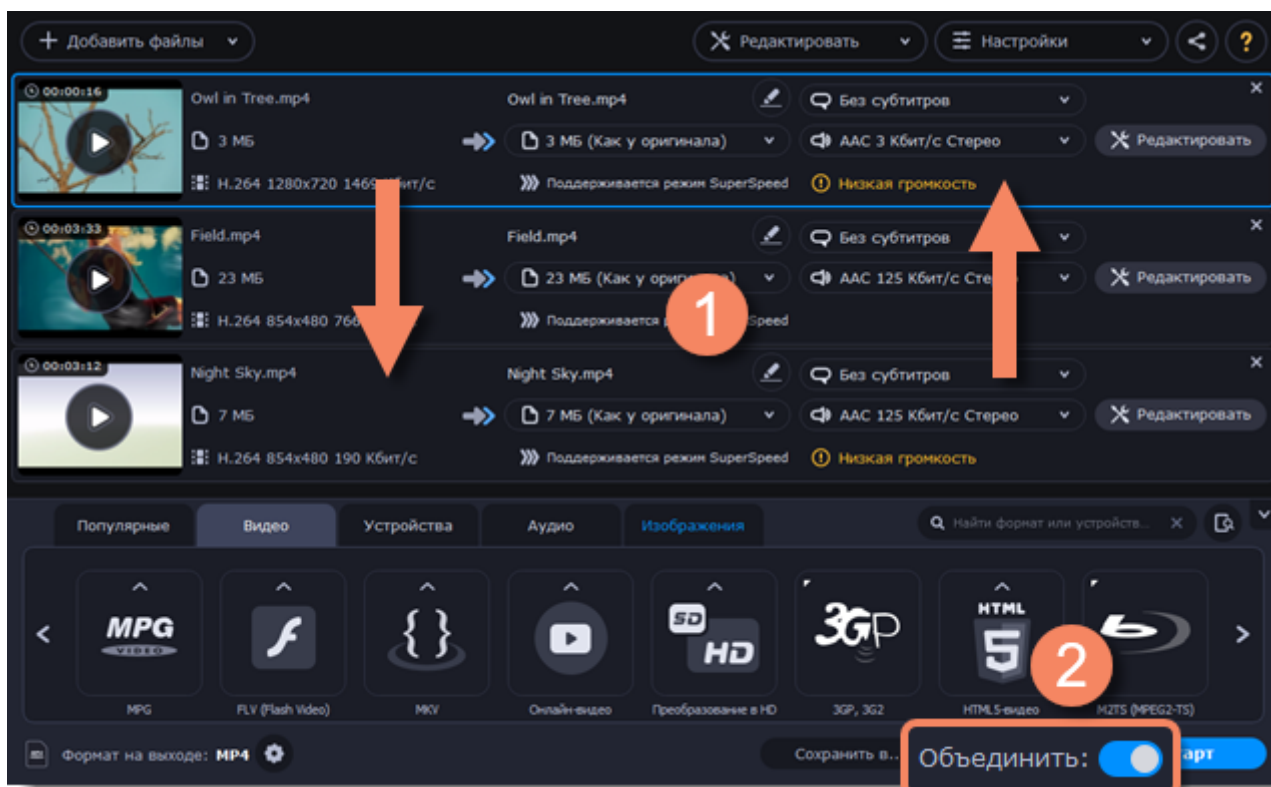 Добавить файлы
Редактировать
Настройки
?
00:00:16
Owl in Tree.mp4
Owl in Tree.mp4
Без субтитров
3 МБ
3 МБ (Как у оригинала)
AAC 3 Кбит/с Стерео
Редактировать
H.264 1280x720 1469 Кбит/с
Поддерживается режим SuperSpeed
Низкая громкость
00:03:33
Field.mp4
Field.mp4
Без субтитров
23 МБ
23 МБ (Как у
AAC 125 Кбит/с
Редактировать
H.264 854x480
Поддерживается
1
00:03:12
Night Sky.mp4
Night Sky.mp4
Без субтитров
7 МБ
7 МБ (Как у оригинала)
AAC 125 Кбит/с Стерео
Редактировать
H.264 854x480 190 Кбит/с
Поддерживается режим SuperSpeed
Низкая громкость
Популярные
Видео
Устройства
Аудио
Изображения
Найти формат или устройств...
MPG VIDEO
SD HD
3GP
HTML 5
2
MPG
FLV (Flash Video)
MKV
Онлайн-видео
Преобразование в HD
3GP, 3G2
HTML5-видео
M2TS (MPEG2-TS)
Формат на выходе: MP4
Сохранить в..
Объединить: